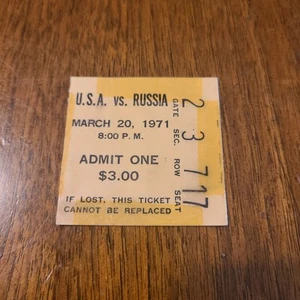 U.S.A. vs. RUSSIA
MARCH 20, 1971
8:00 P. M.
ADMIT ONE
$3.00
IF LOST, THIS TICKET
CANNOT BE REPLACED
GATE SEC. ROW SEAT
2 3 7 17